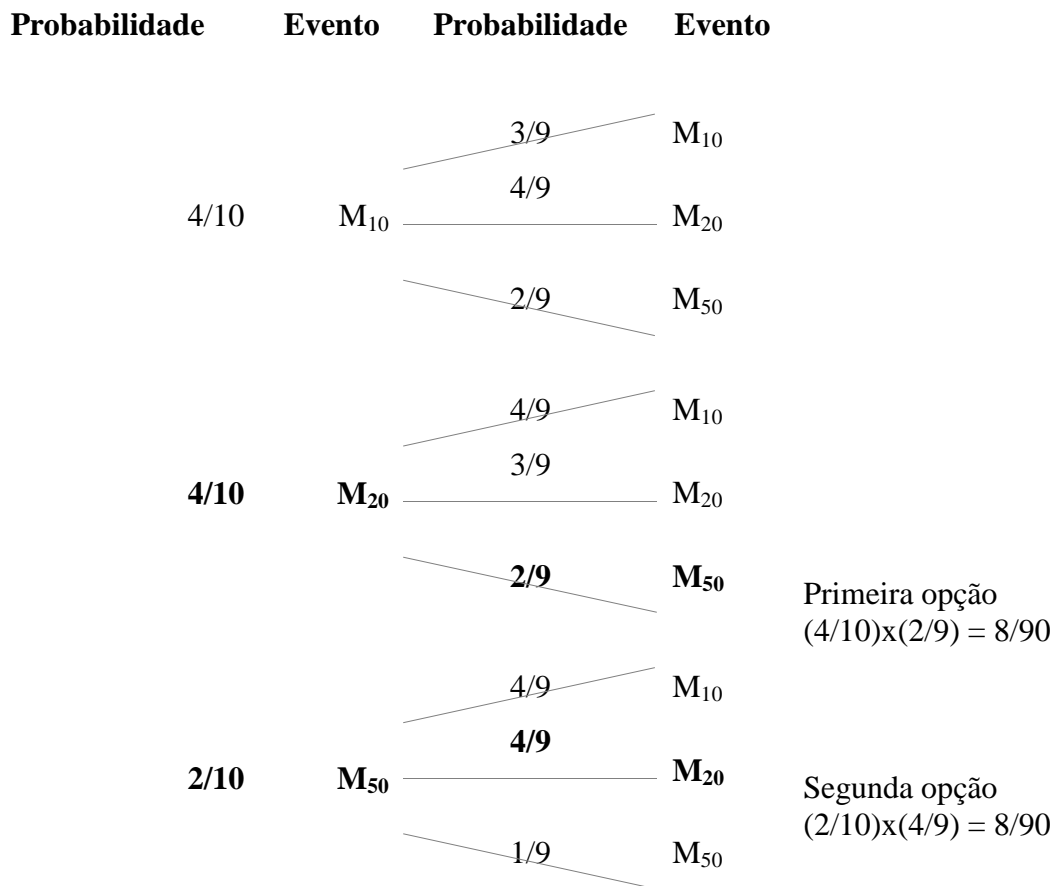 Probabilidade Evento Probabilidade Evento
3/9 M₁₀
4/9
4/10 M₁₀ M₂₀
2/9 M₅₀
4/9 M₁₀
3/9
4/10 M₂₀ M₂₀
2/9 M₅₀
Primeira opção
(4/10)x(2/9) = 8/90
4/9 M₁₀
4/9
2/10 M₅₀ M₂₀
Segunda opção
(2/10)x(4/9) = 8/90
1/9 M₅₀